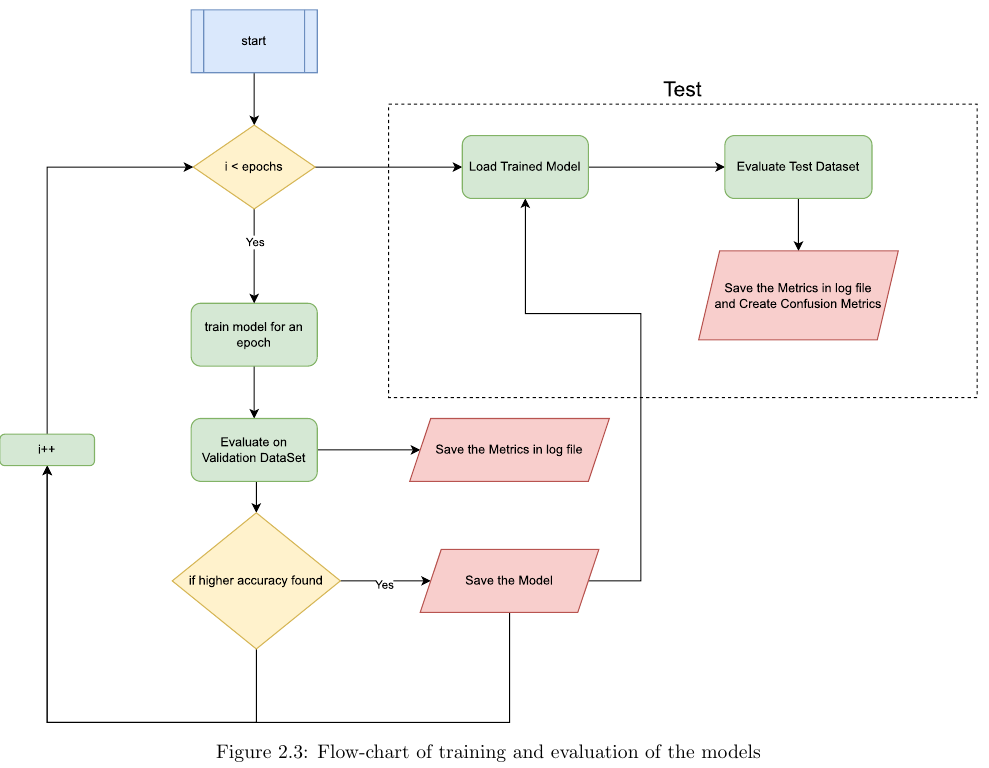 start
Test
i < epochs
Load Trained Model
Evaluate Test Dataset
Yes
Save the Metrics in log file
and Create Confusion Metrics
train model for an
epoch
Evaluate on
Validation DataSet
Save the Metrics in log file
i++
if higher accuracy found
Yes
Save the Model
Figure 2.3: Flow-chart of training and evaluation of the models